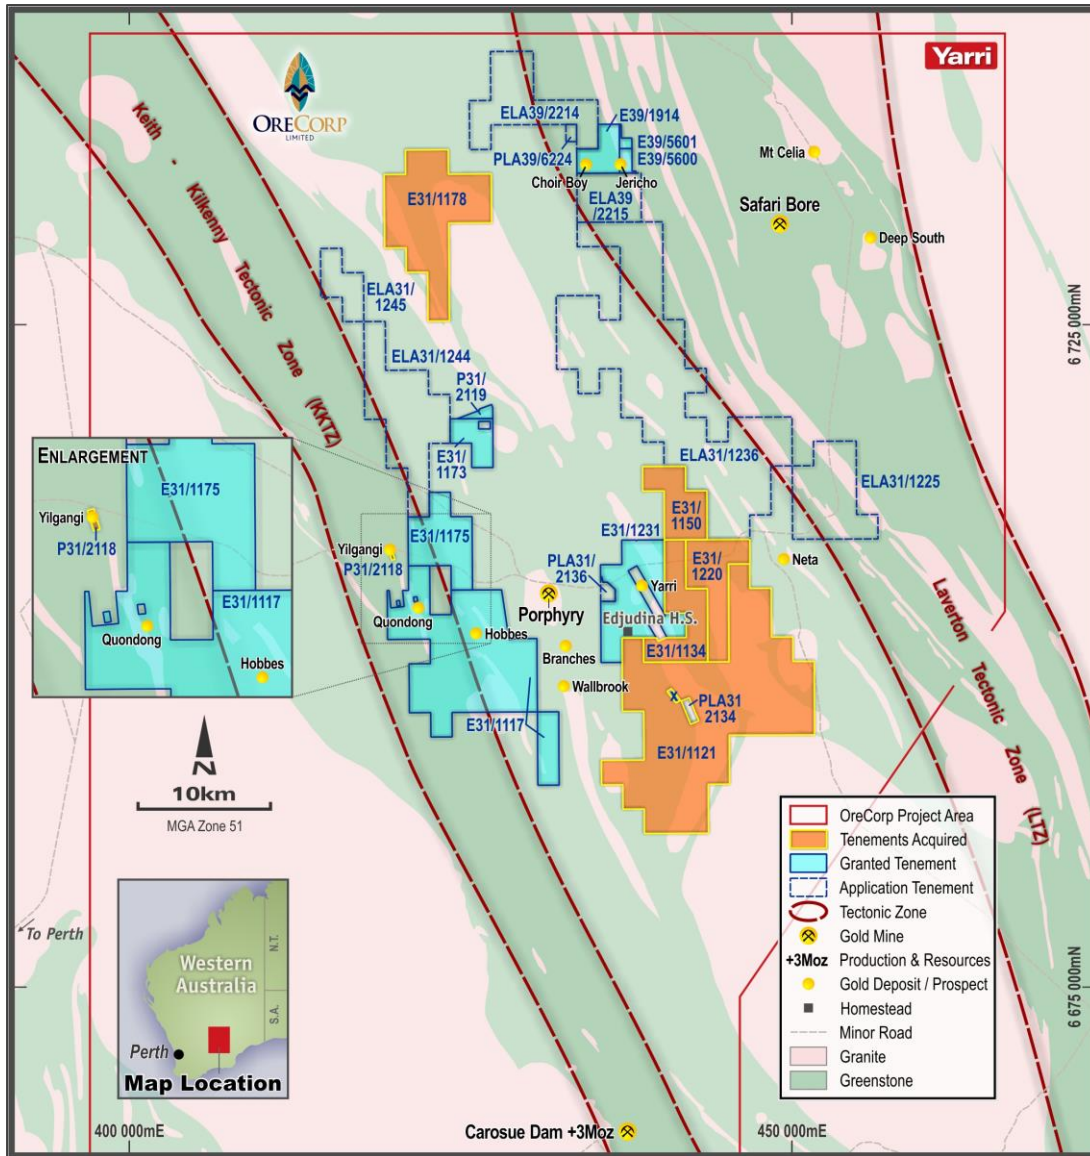 Yarri
ORECORP
LIMITED
Keith - Kilkenny Tectonic Zone (KKTZ)
ELA39/2214
E39/1914
PLA39/6224
E39/5601
E39/5600
Choir Boy
Jericho
ELA39
/2215
Mt Celia
Safari Bore
Deep South
E31/1178
ELA31/
1245
ELA31/1244
P31/
2119
E31/
1173
6 725 000mN
ELA31/1236
ELA31/1225
ENLARGEMENT
E31/1175
Yilgangi
P31/2118
E31/1117
Quondong
Hobbes
E31/1175
Yilgangi
P31/2118
Quondong
Hobbes
E31/1117
Porphyry
Branches
Wallbrook
E31/1231
PLA31/
2136
Yarri
Edjudina H.S.
E31/
1150
E31/
1220
E31/1134
Neta
PLA31
2134
E31/1121
Laverton Tectonic Zone (LTZ)
N
10km
MGA Zone 51
To Perth
Western
Australia
N.T.
S.A.
Perth
Map Location
OreCorp Project Area
Tenements Acquired
Granted Tenement
Application Tenement
Tectonic Zone
Gold Mine
+3Moz Production & Resources
Gold Deposit / Prospect
Homestead
Minor Road
Granite
Greenstone
6 675 000mN
400 000mE
Carosue Dam +3Moz
450 000mE